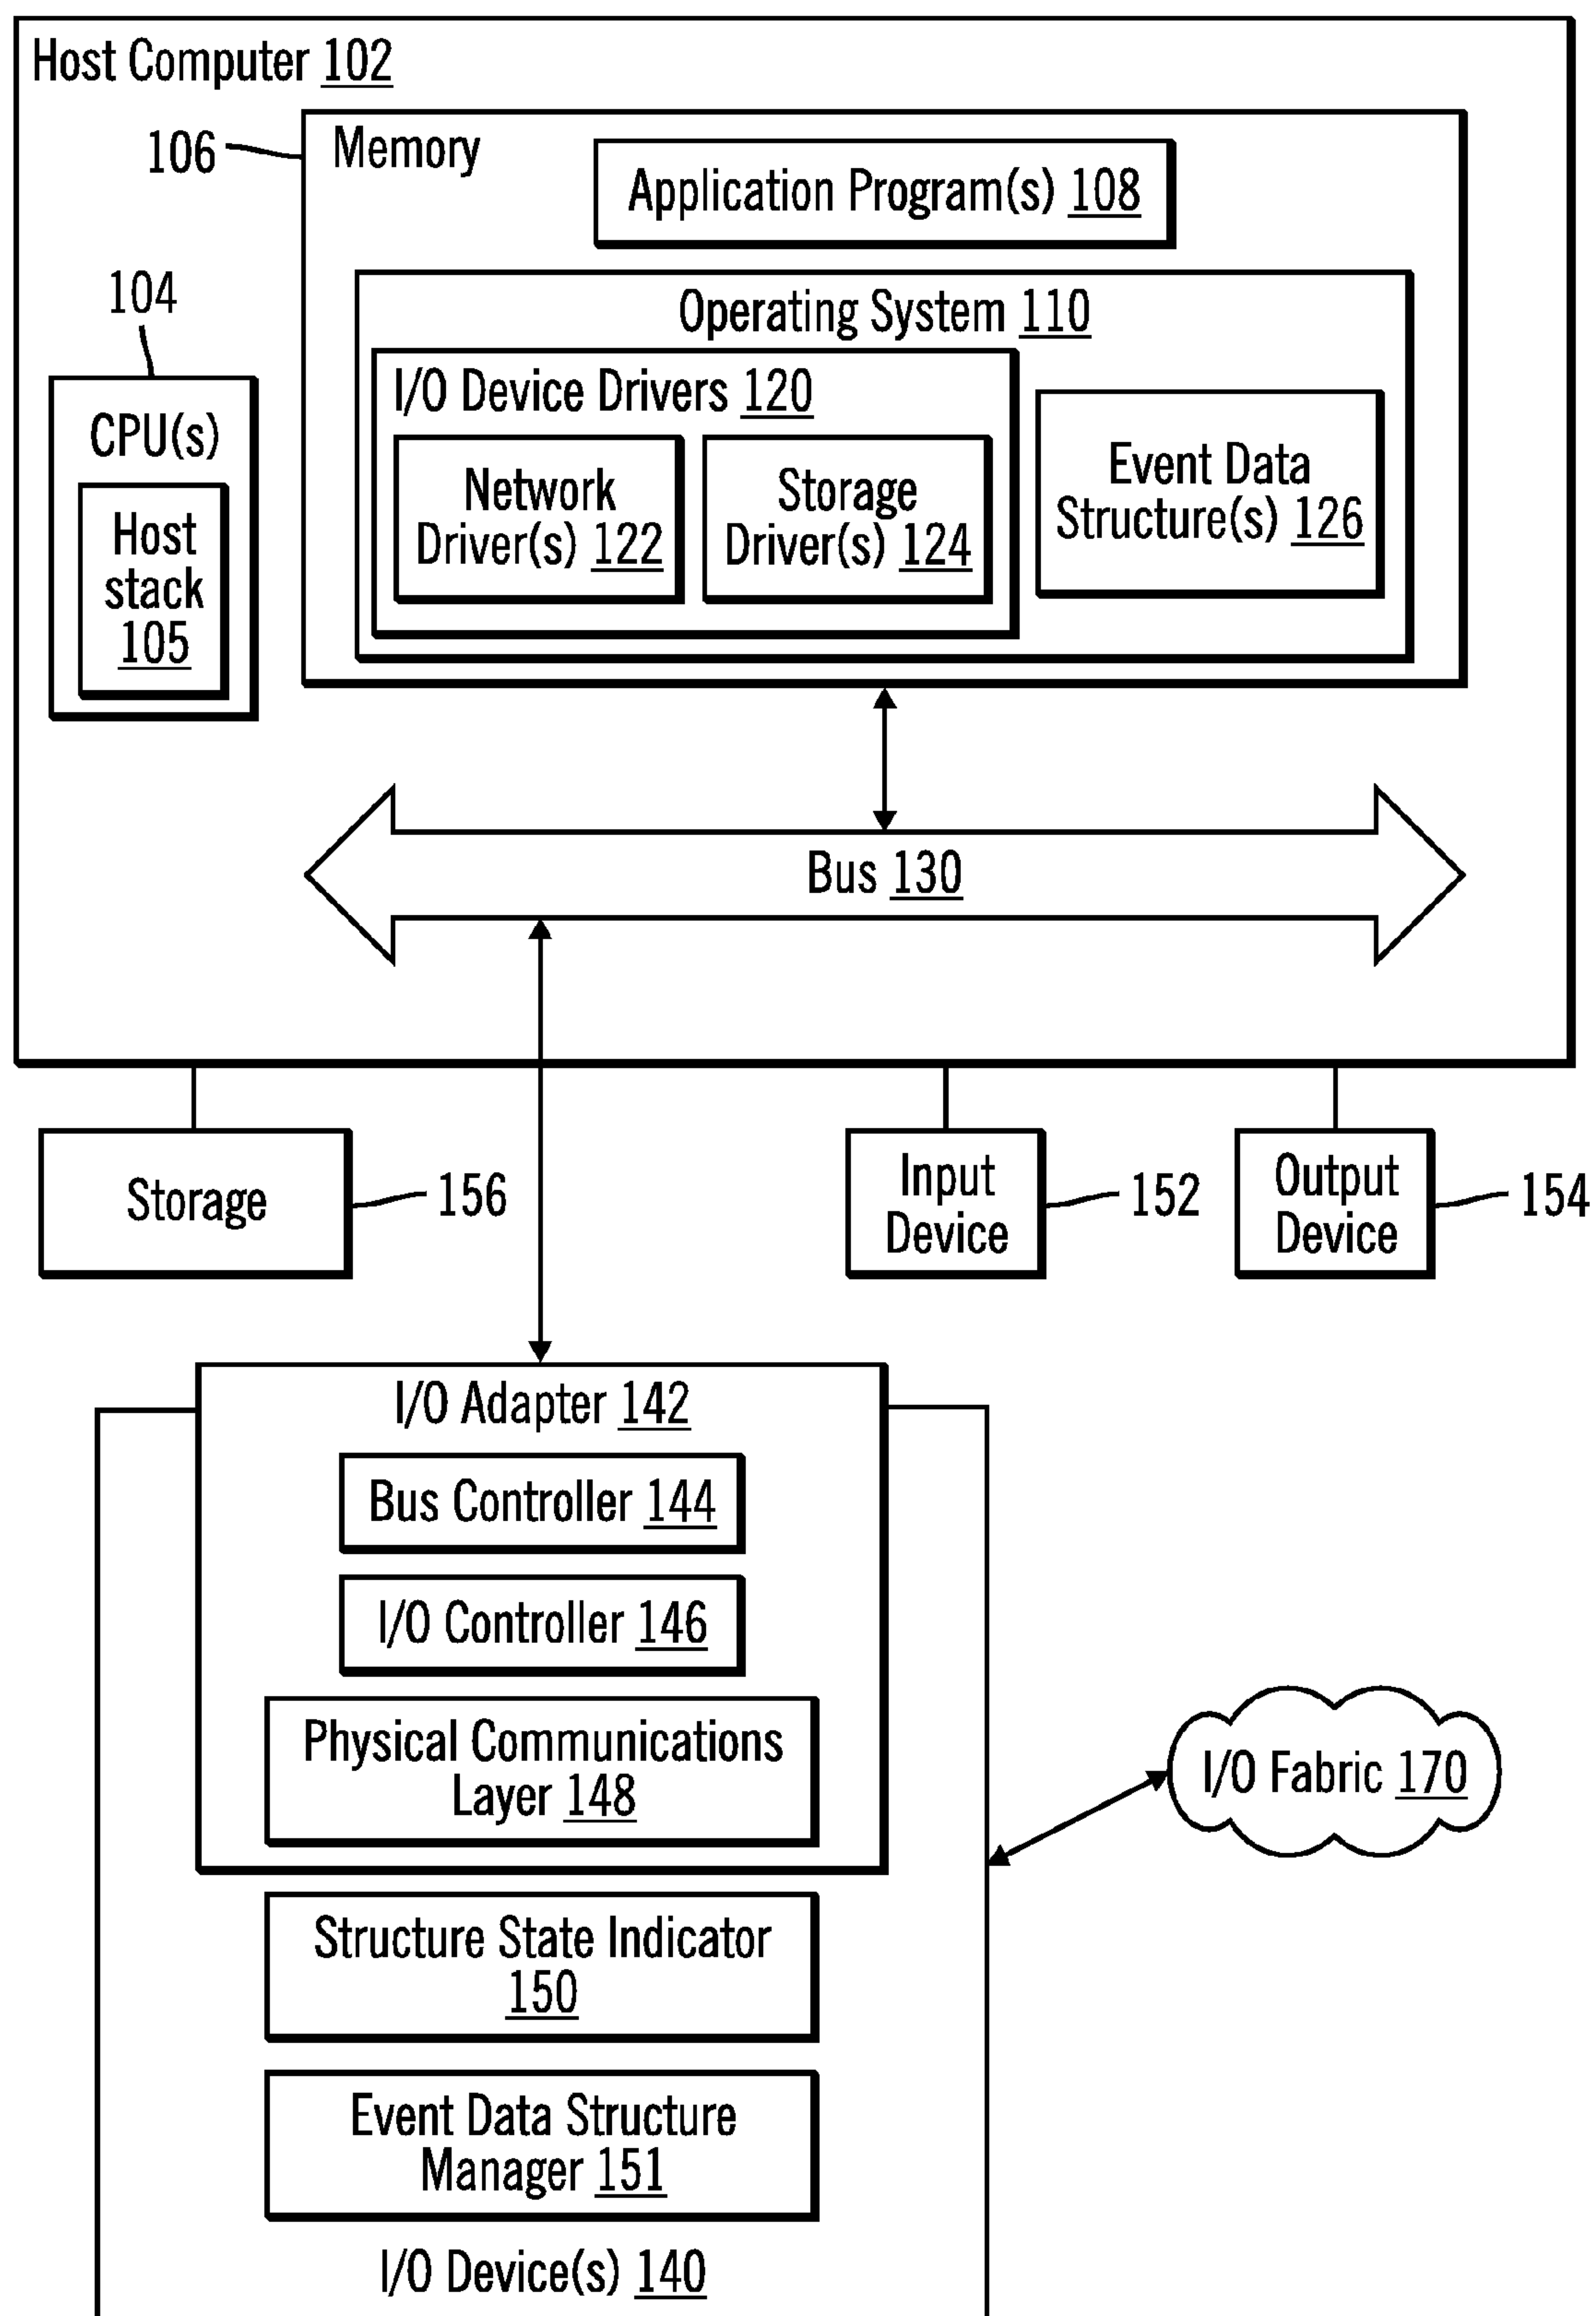 Host Computer 102
106
Memory
Application Program(s) 108
104
Operating System 110
I/O Device Drivers 120
CPU(s)
Host
stack
105
Network
Driver(s) 122
Storage
Driver(s) 124
Event Data
Structure(s) 126
Bus 130
Storage
156
Input
Device
152
Output
Device
154
I/O Adapter 142
Bus Controller 144
I/O Controller 146
Physical Communications
Layer 148
I/O Fabric 170
Structure State Indicator
150
Event Data Structure
Manager 151
I/O Device(s) 140